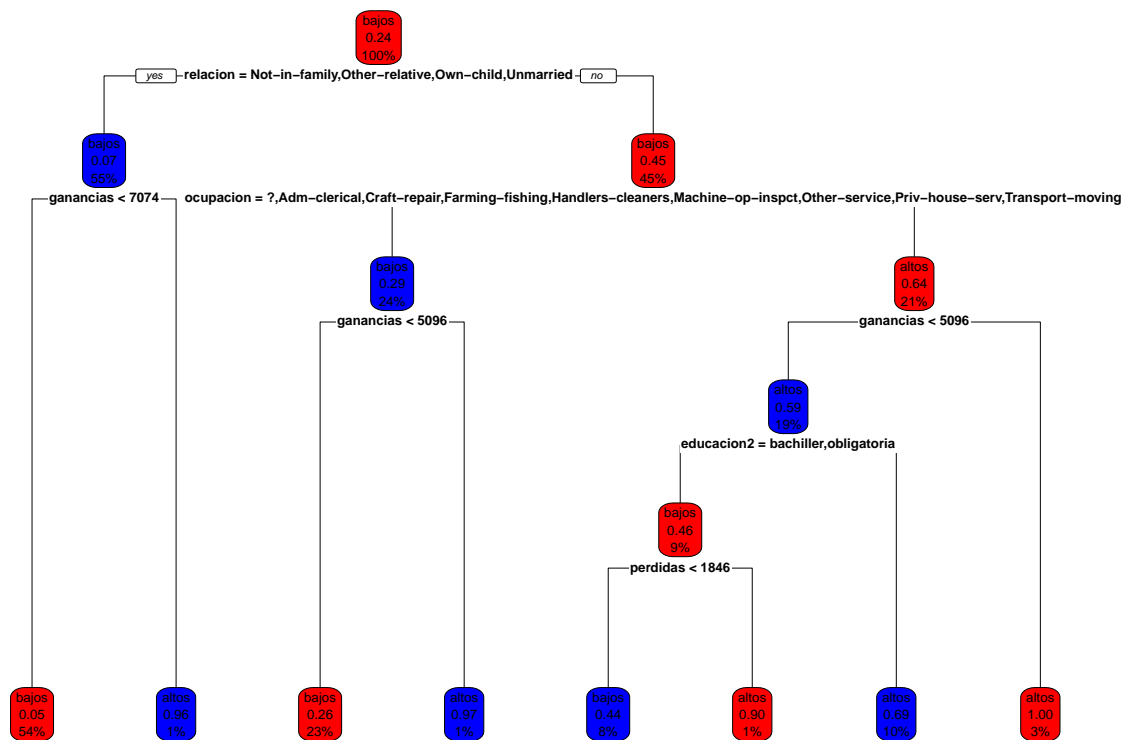 bajos
0.24
100%
yes relacion = Not-in-family,Other-relative,Own-child,Unmarried no
bajos
0.07
55%
bajos
0.45
45%
ganancias < 7074
ocupacion = ?,Adm-clerical,Craft-repair,Farming-fishing,Handlers-cleaners,Machine-op-inspct,Other-service,Priv-house-serv,Transport-moving
bajos
0.29
24%
altos
0.64
21%
ganancias < 5096
ganancias < 5096
altos
0.59
19%
educacion2 = bachiller,obligatoria
bajos
0.46
9%
perdidas < 1846
bajos
0.05
54%
altos
0.96
1%
bajos
0.26
23%
altos
0.97
1%
bajos
0.44
8%
altos
0.90
1%
altos
0.69
10%
altos
1.00
3%